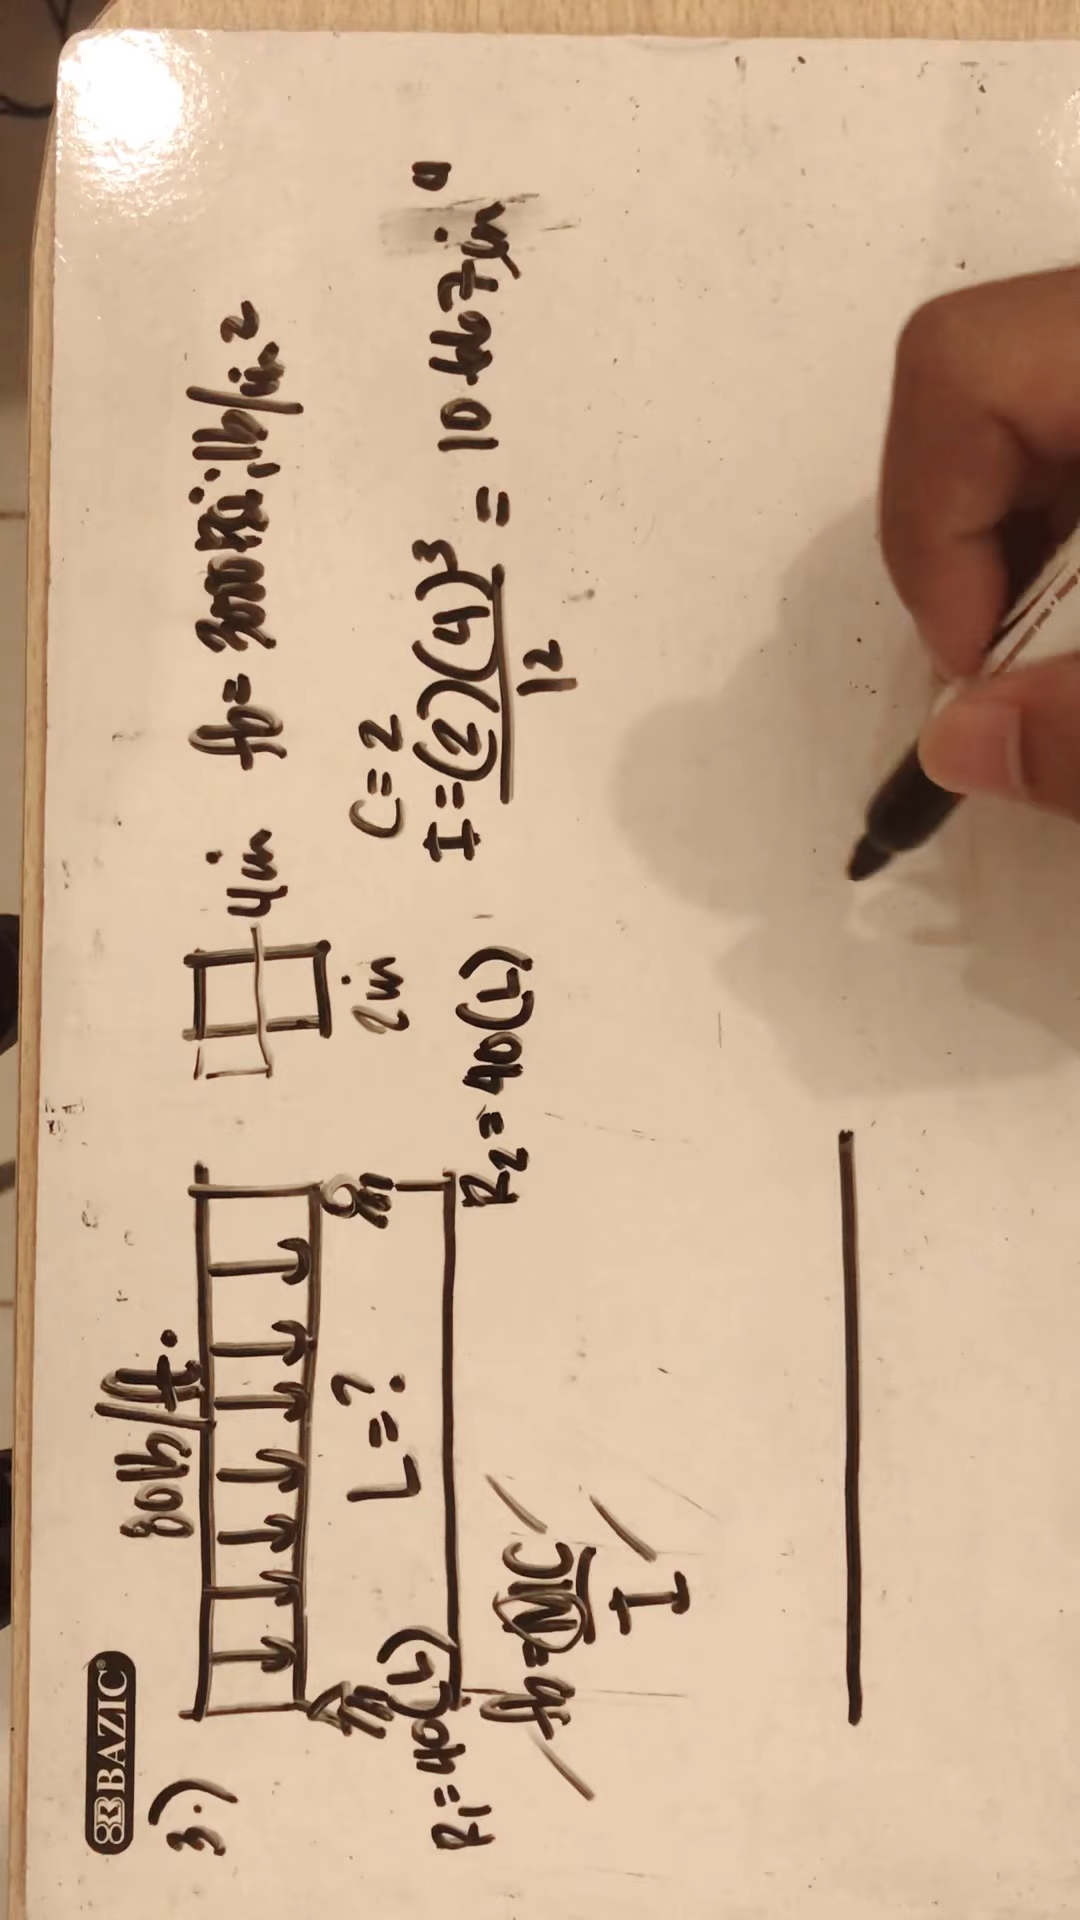 BAZIC
3.)
80lb/ft.
4in
2in
fb= 3000 lb/in.2
L=?
C=2
I=(2)(4)3 = 10.667in4
12
R1=40(L)
R2=40(L)
fb=MC
I